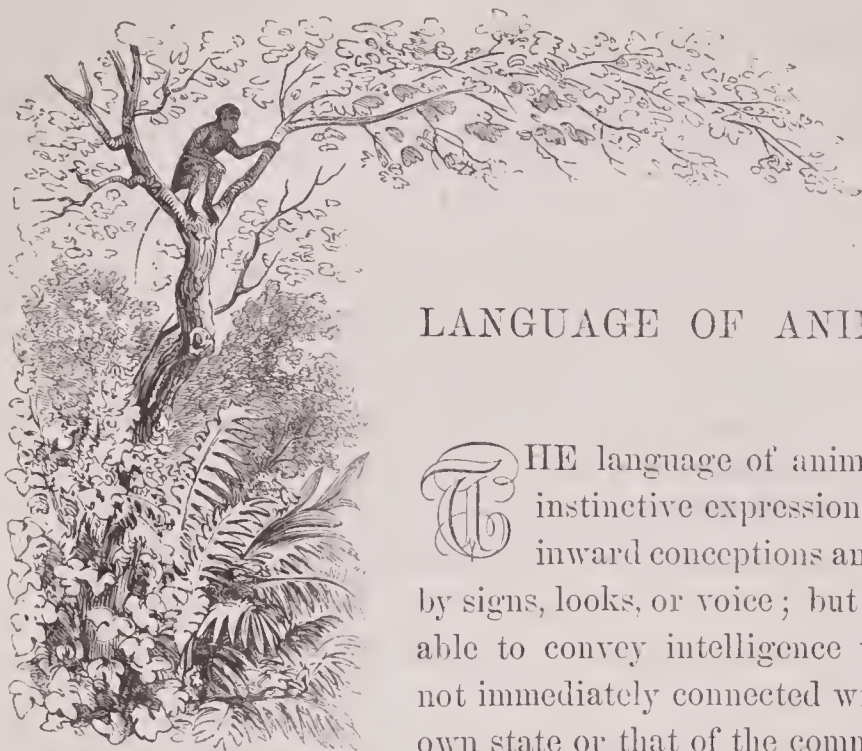 LANGUAGE OF ANI
THE language of anim
instinctive expression
inward conceptions an
by signs, looks, or voice ; but
able to convey intelligence
not immediately connected w
own state or that of the comm